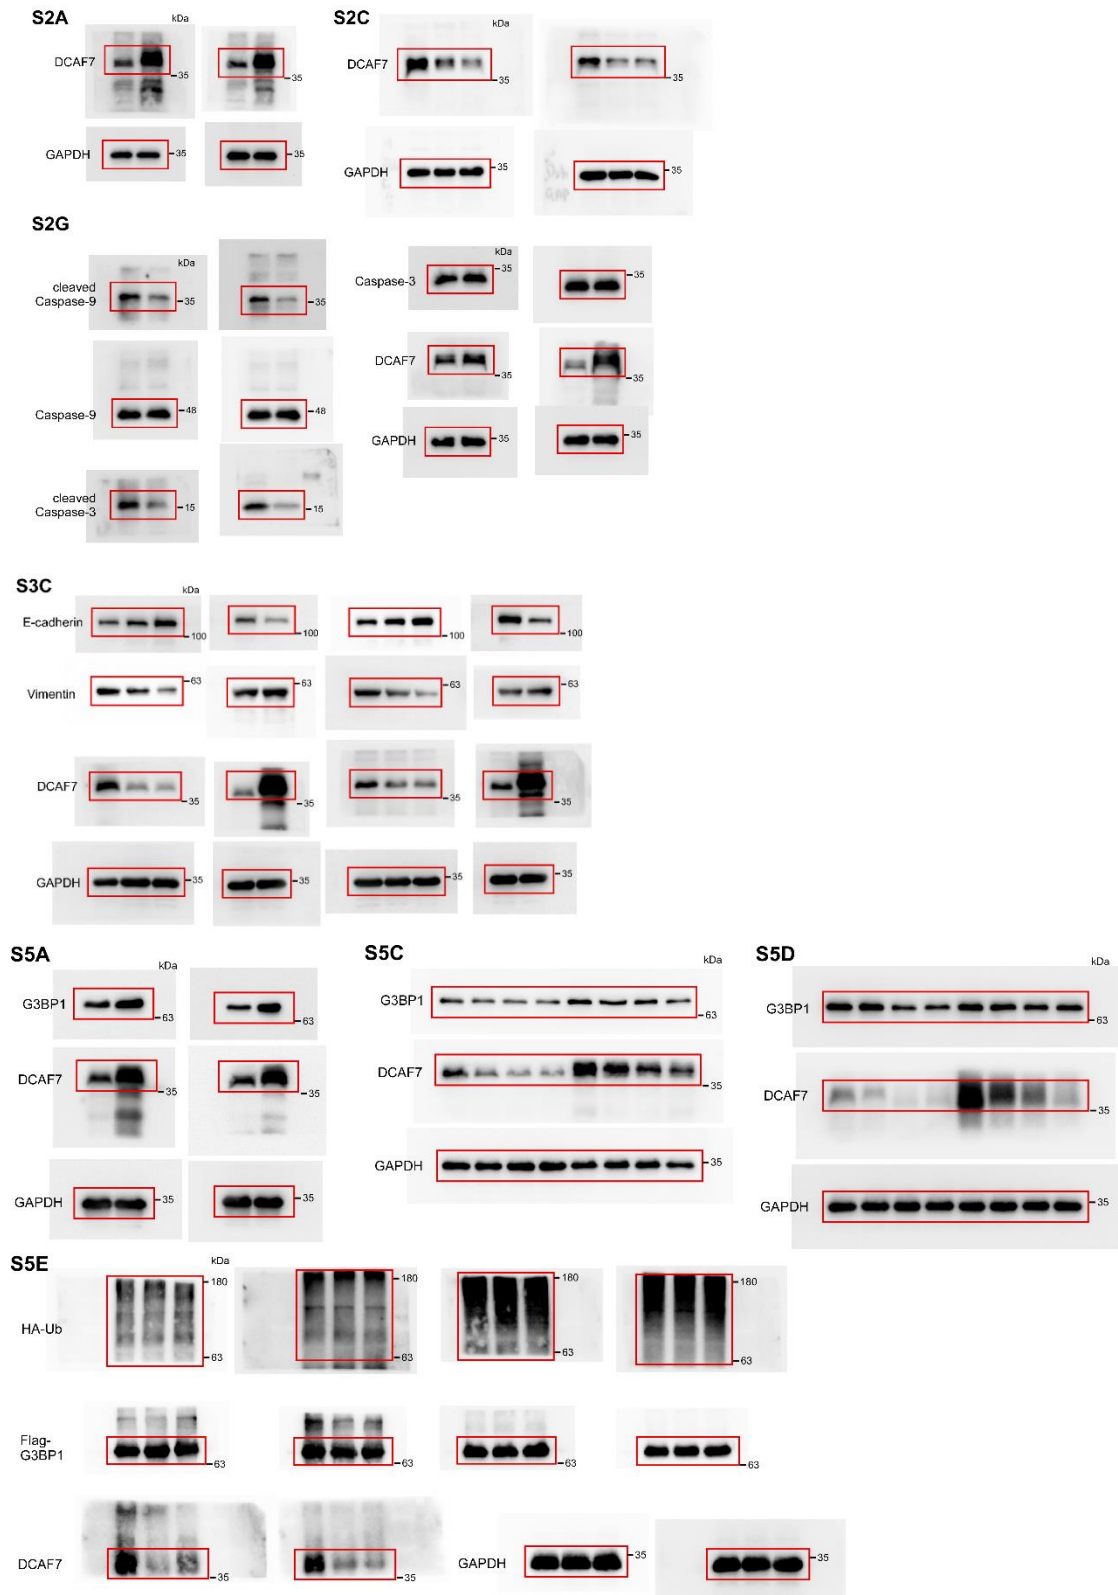 S2A
kDa
DCAF7
35
35
GAPDH
35
35
S2C
kDa
DCAF7
35
35
GAPDH
35
35
S2G
kDa
cleaved
Caspase-9
35
35
Caspase-9
48
48
cleaved
Caspase-3
15
15
kDa
Caspase-3
35
35
DCAF7
35
35
GAPDH
35
35
S3C
kDa
E-cadherin
100
100
100
100
Vimentin
63
63
63
63
DCAF7
35
35
35
35
GAPDH
35
35
35
35
S5A
kDa
G3BP1
63
63
DCAF7
35
35
GAPDH
35
35
S5C
kDa
G3BP1
63
DCAF7
35
GAPDH
35
S5D
kDa
G3BP1
63
DCAF7
35
GAPDH
35
S5E
kDa
HA-Ub
180
63
180
63
180
63
180
63
Flag-
G3BP1
63
63
63
63
DCAF7
35
35
GAPDH
35
35